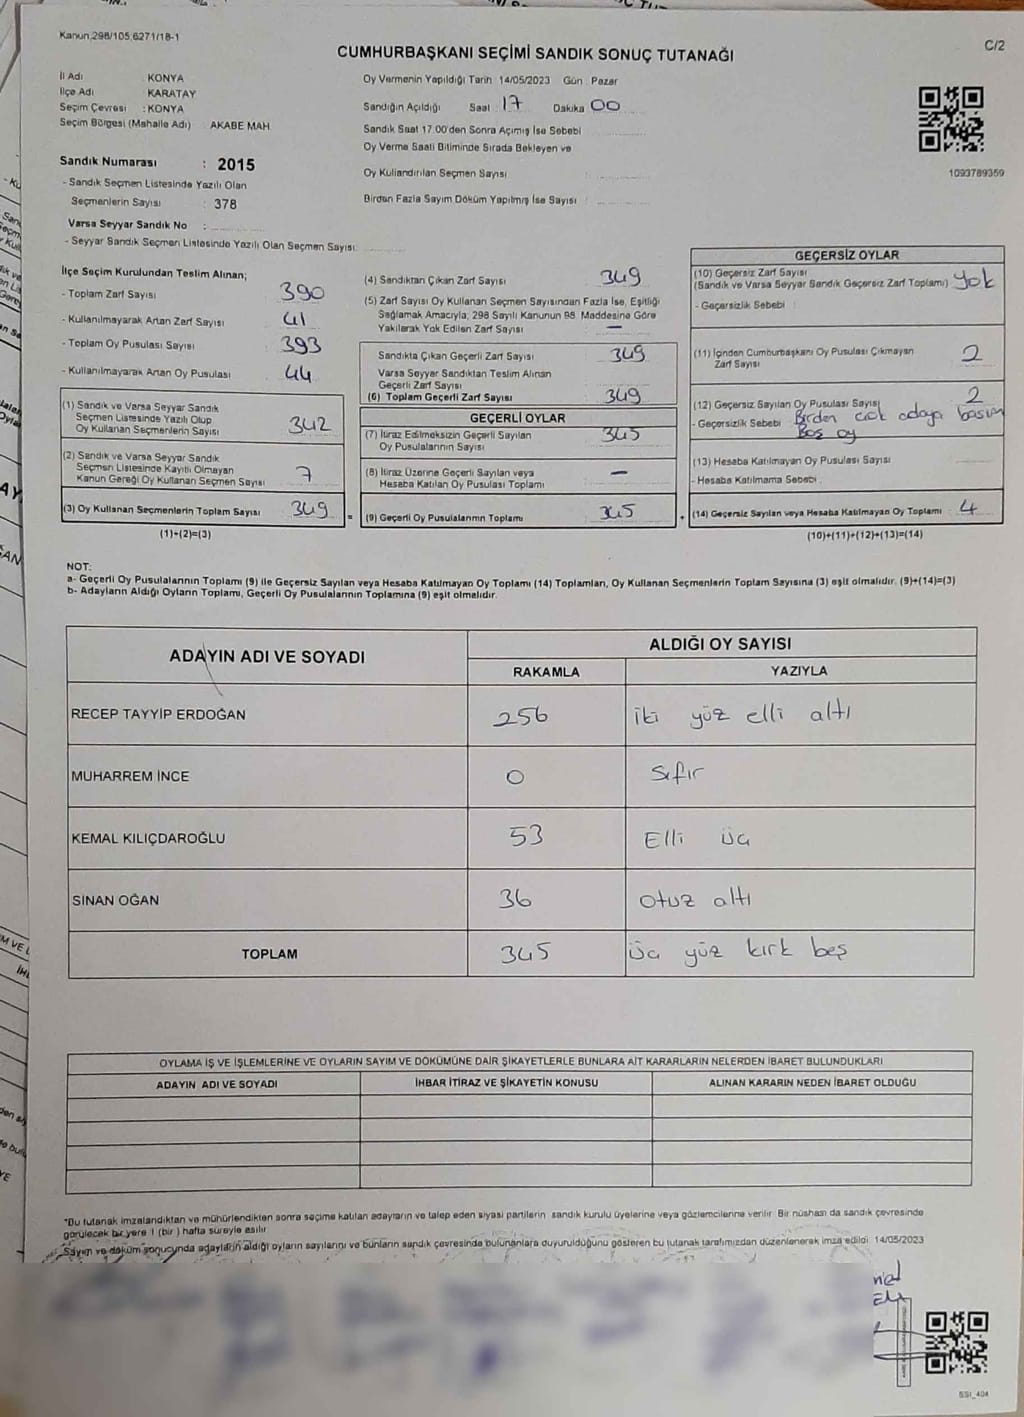 Kanun,298/105,6271/18-1
C/2
CUMHURBAŞKANI SEÇİMİ SANDIK SONUÇ TUTANAĞI
İl Adı KONYA
İlçe Adı KARATAY
Seçim Çevresi : KONYA
Seçim Bölgesi (Mahalle Adı) AKABE MAH
Oy Vermenin Yapıldığı Tarih 14/05/2023 Gün Pazar
Sandığın Açıldığı Saat 17 Dakika 00
Sandık Saat 17.00'den Sonra Açımış İse Sebebi
Oy Verme Saati Bitiminde Sırada Bekleyen ve
Oy Kullandırılan Seçmen Sayısı
Birden Fazla Sayım Döküm Yapılmış İse Sayısı :
1093789359
Sandık Numarası : 2015
- Sandık Seçmen Listesinde Yazılı Olan
Seçmenlerin Sayısı : 378
Varsa Seyyar Sandık No :
- Seyyar Sandık Seçmen Listesinde Yazılı Olan Seçmen Sayısı:
İlçe Seçim Kurulundan Teslim Alınan;
- Toplam Zarf Sayısı 390
- Kullanılmayarak Artan Zarf Sayısı 41
- Toplam Oy Pusulası Sayısı 393
- Kullanılmayarak Artan Oy Pusulası 44
(1) Sandık ve Varsa Seyyar Sandık
Seçmen Listesinde Yazılı Olup
Oy Kullanan Seçmenlerin Sayısı 342
(2) Sandık ve Varsa Seyyar Sandık
Seçmen Listesinde Kayıtlı Olmayan
Kanun Gereği Oy Kullanan Seçmen Sayısı 7
(3) Oy Kullanan Seçmenlerin Toplam Sayısı 349
(1)+(2)=(3)
(4) Sandıktan Çıkan Zarf Sayısı 349
(5) Zarf Sayısı Oy Kullanan Seçmen Sayısından Fazla İse, Eşitliği
Sağlamak Amacıyla, 298 Sayılı Kanunun 98. Maddesine Göre
Yakılarak Yok Edilen Zarf Sayısı —
Sandıkta Çıkan Geçerli Zarf Sayısı 349
Varsa Seyyar Sandıktan Teslim Alınan
Geçerli Zarf Sayısı
(6) Toplam Geçerli Zarf Sayısı 349
GEÇERLİ OYLAR
(7) İtiraz Edilmeksizin Geçerli Sayılan 345
Oy Pusulalarının Sayısı
(8) İtiraz Üzerine Geçerli Sayılan veya —
Hesaba Katılan Oy Pusulası Toplamı
= (9) Geçerli Oy Pusulalarının Toplamı 345 +
GEÇERSİZ OYLAR
(10) Geçersiz Zarf Sayısı
(Sandık ve Varsa Seyyar Sandık Geçersiz Zarf Toplamı) yok
- Geçersizlik Sebebi :
(11) İçinden Cumhurbaşkanı Oy Pusulası Çıkmayan 2
Zarf Sayısı
(12) Geçersiz Sayılan Oy Pusulası Sayısı 2
- Geçersizlik Sebebi Birden çok adaya basım
Boş oy
(13) Hesaba Katılmayan Oy Pusulası Sayısı
- Hesaba Katılmama Sebebi :
(14) Geçersiz Sayılan veya Hesaba Katılmayan Oy Toplamı 4
(10)+(11)+(12)+(13)=(14)
NOT:
a- Geçerli Oy Pusulalarının Toplamı (9) ile Geçersiz Sayılan veya Hesaba Katılmayan Oy Toplamı (14) Toplamları, Oy Kullanan Seçmenlerin Toplam Sayısına (3) eşit olmalıdır. (9)+(14)=(3)
b- Adayların Aldığı Oyların Toplamı, Geçerli Oy Pusulalarının Toplamına (9) eşit olmalıdır.
ADAYIN ADI VE SOYADI ALDIĞI OY SAYISI
RAKAMLA YAZIYLA
RECEP TAYYİP ERDOĞAN 256 iki yüz elli altı
MUHARREM İNCE 0 Sıfır
KEMAL KILIÇDAROĞLU 53 Elli üç
SİNAN OĞAN 36 otuz altı
TOPLAM 345 üç yüz kırk beş
OYLAMA İŞ VE İŞLEMLERİNE VE OYLARIN SAYIM VE DÖKÜMÜNE DAİR ŞİKAYETLERLE BUNLARA AİT KARARLARIN NELERDEN İBARET BULUNDUKLARI
ADAYIN ADI VE SOYADI İHBAR İTİRAZ VE ŞİKAYETİN KONUSU ALINAN KARARIN NEDEN İBARET OLDUĞU
*Bu tutanak imzalandıktan ve mühürlendikten sonra seçime katılan adayların ve talep eden siyasi partilerin sandık kurulu üyelerine veya gözlemcilerine verilir. Bir nüshası da sandık çevresinde
görülecek bir yere 1 (bir ) hafta süreyle asılır.
Sayım ve döküm sonucunda adayların aldığı oyların sayılarını ve bunların sandık çevresinde bulunanlara duyurulduğunu gösteren bu tutanak tarafımızdan düzenlenerek imza edildi. 14/05/2023
SSI_404